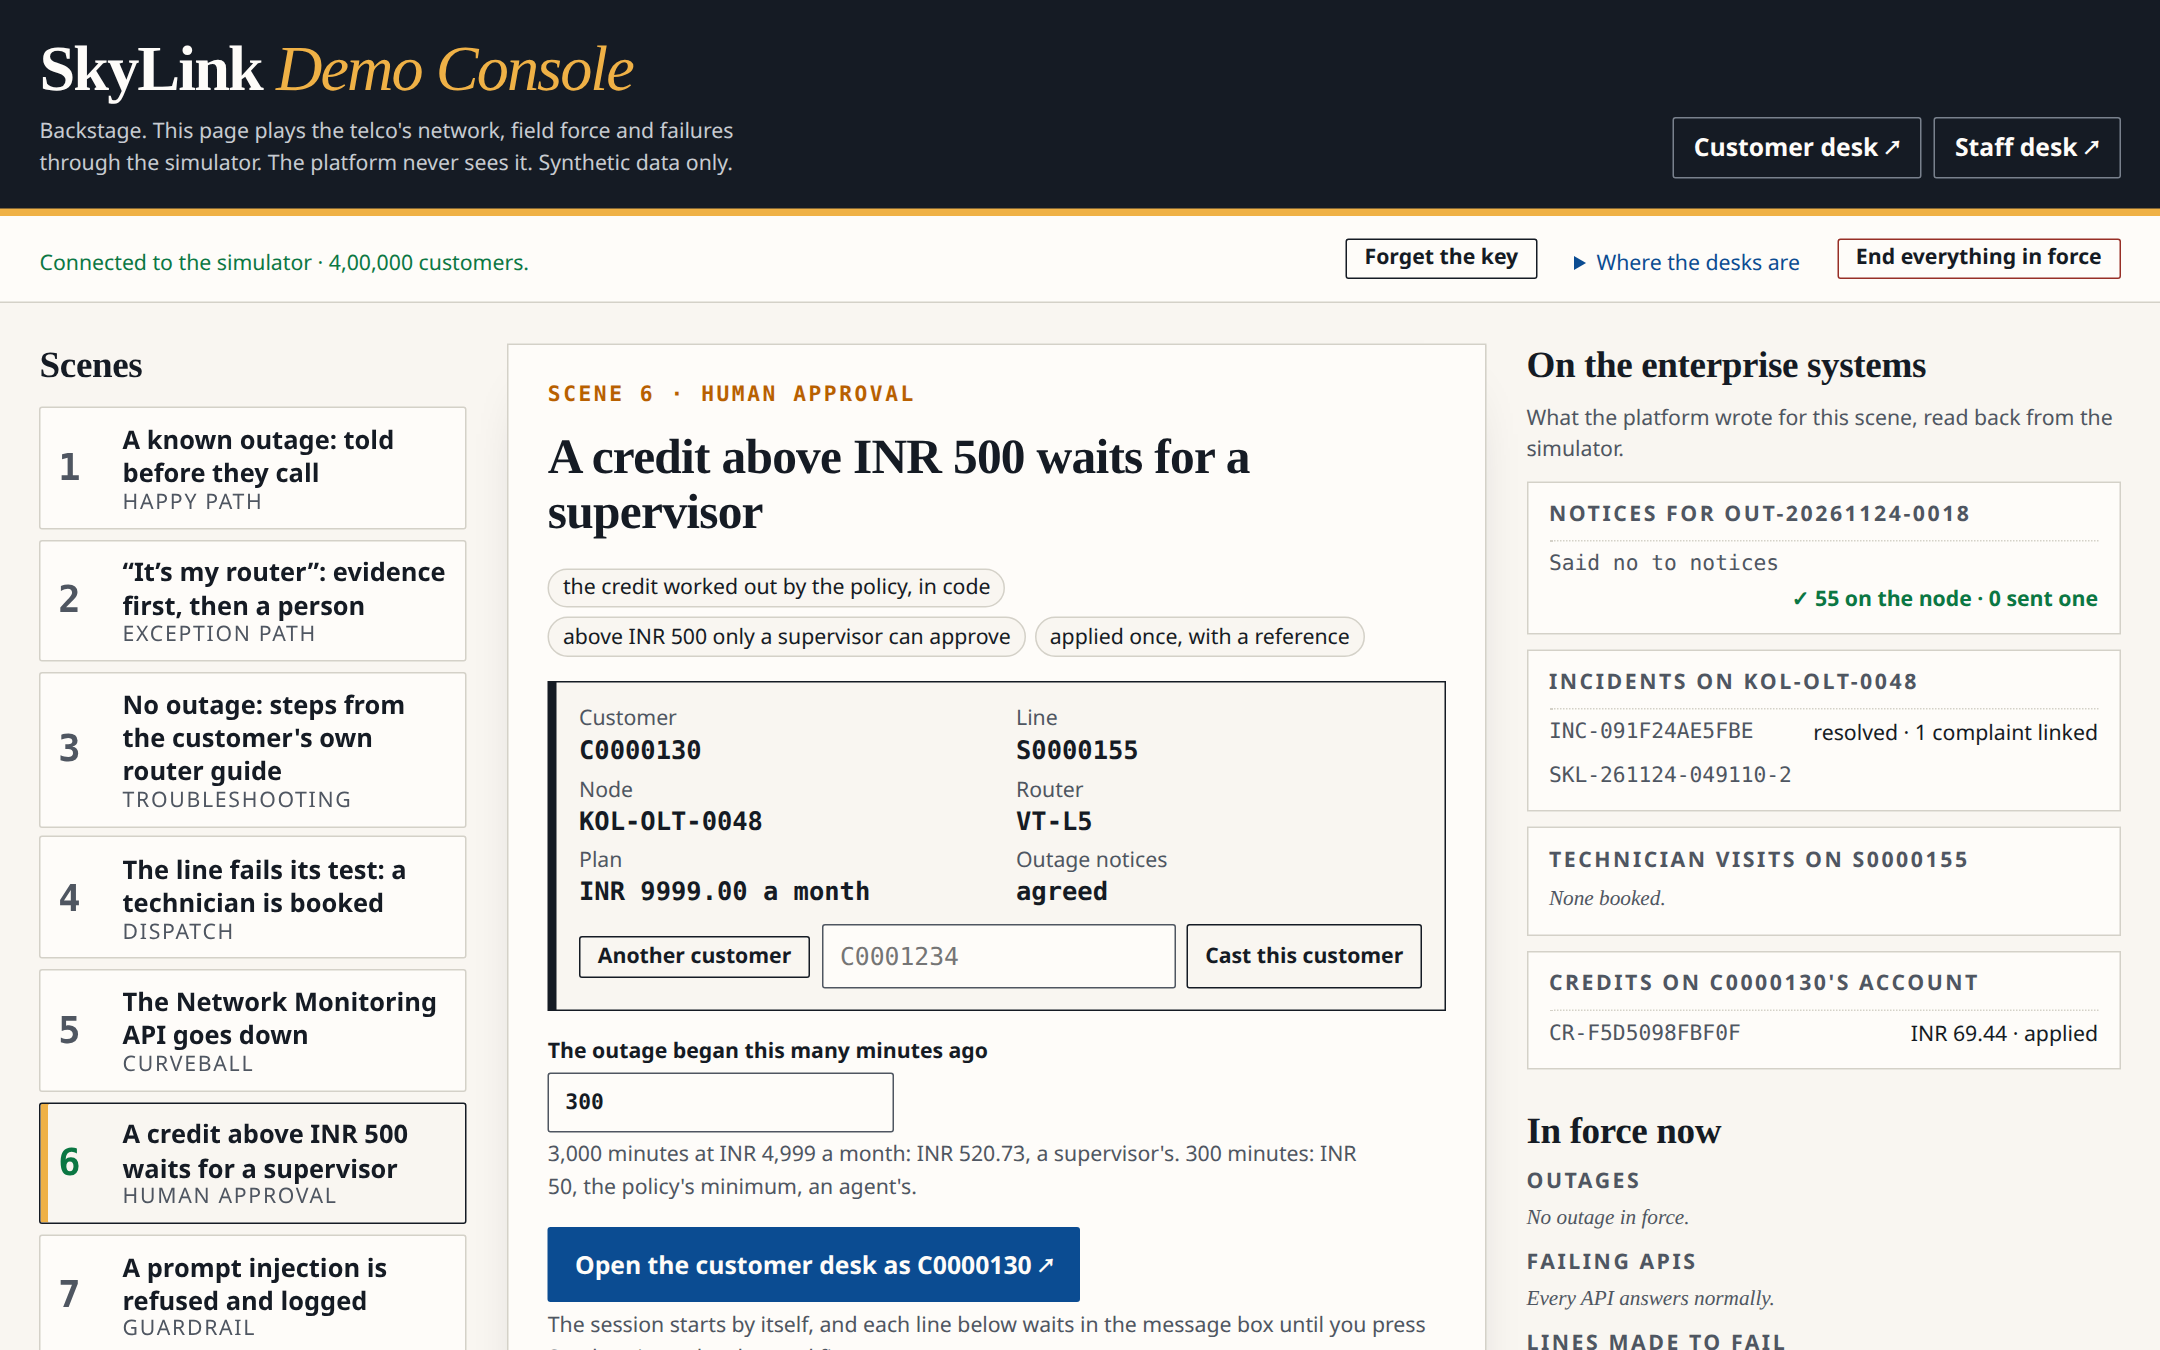 SkyLink Demo Console
Backstage. This page plays the telco's network, field force and failures
through the simulator. The platform never sees it. Synthetic data only.
Customer desk ↗
Staff desk ↗
Connected to the simulator · 4,00,000 customers.
Forget the key
▶ Where the desks are
End everything in force
Scenes
1
A known outage: told
before they call
HAPPY PATH
2
“It’s my router”: evidence
first, then a person
EXCEPTION PATH
3
No outage: steps from
the customer's own
router guide
TROUBLESHOOTING
4
The line fails its test: a
technician is booked
DISPATCH
5
The Network Monitoring
API goes down
CURVEBALL
6
A credit above INR 500
waits for a supervisor
HUMAN APPROVAL
7
A prompt injection is
refused and logged
GUARDRAIL
SCENE 6 · HUMAN APPROVAL
A credit above INR 500 waits for a
supervisor
the credit worked out by the policy, in code
above INR 500 only a supervisor can approve
applied once, with a reference
Customer
C0000130
Line
S0000155
Node
KOL-OLT-0048
Router
VT-L5
Plan
INR 9999.00 a month
Outage notices
agreed
Another customer
C0001234
Cast this customer
The outage began this many minutes ago
300
3,000 minutes at INR 4,999 a month: INR 520.73, a supervisor's. 300 minutes: INR
50, the policy's minimum, an agent's.
Open the customer desk as C0000130 ↗
The session starts by itself, and each line below waits in the message box until you press
On the enterprise systems
What the platform wrote for this scene, read back from the
simulator.
NOTICES FOR OUT-20261124-0018
Said no to notices
✓ 55 on the node · 0 sent one
INCIDENTS ON KOL-OLT-0048
INC-091F24AE5FBE
resolved · 1 complaint linked
SKL-261124-049110-2
TECHNICIAN VISITS ON S0000155
None booked.
CREDITS ON C0000130'S ACCOUNT
CR-F5D5098FBF0F
INR 69.44 · applied
In force now
OUTAGES
No outage in force.
FAILING APIS
Every API answers normally.
LINES MADE TO FAIL